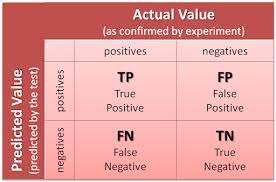 Actual Value
(as confirmed by experiment)
positives
negatives
Predicted Value
(predicted by the test)
positives
TP
True
Positive
FP
False
Positive
negatives
FN
False
Negative
TN
True
Negative